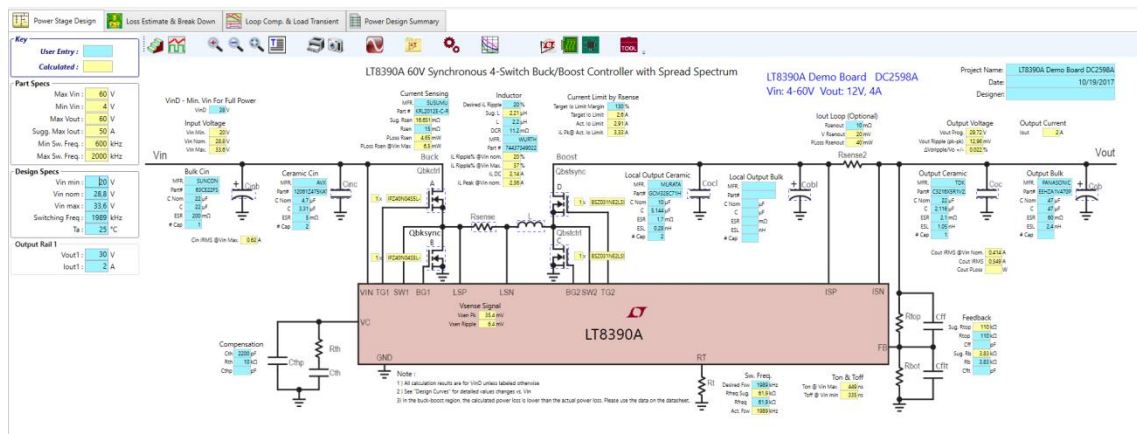 Power Stage Design
Loss Estimate & Break Down
Loop Comp. & Load Transient
Power Design Summary
Key
User Entry :
Calculated :
Part Specs
Max Vin : 60 V
Min Vin : 4 V
Max Vout : 60 V
Sugg. Max Iout : 50 A
Min Sw. Freq. : 600 kHz
Max Sw. Freq. : 2000 kHz
Design Specs
Vin min : 20 V
Vin nom : 28,8 V
Vin max : 33,6 V
Switching Freq : 1989 kHz
Ta : 25 °C
Output Rail 1
Vout1 : 30 V
Iout1 : 2 A
TOOL
LT8390A 60V Synchronous 4-Switch Buck/Boost Controller with Spread Spectrum
LT8390A Demo Board DC2598A
Vin: 4-60V Vout: 12V, 4A
Project Name: LT8390A Demo Board DC2598A
Date: 10/19/2017
Designer:
VinD - Min. Vin For Full Power
VinD 28 V
Input Voltage
Vin Min. 20,0 V
Vin Nom. 28,8 V
Vin Max. 33,6 V
Current Sensing
MFR. SUSUMU
Part # KRL2012E-C-R
Sug. Rsen 16,631 mΩ
Rsen 15 mΩ
PLoss Rsen 4,65 mW
PLoss Rsen @Vin Max 6,3 mW
Inductor
Desired iL Ripple 20 %
Sug. L 2,21 µH
L 2,2 µH
DCR 11,2 mΩ
MFR. WURTH
Part # 74437349022
iL Ripple% @Vin nom. 20 %
iL Ripple% @Vin Max. 37 %
iL DC 2,14 A
iL Peak @Vin nom. 2,36 A
Current Limit by Rsense
Target Io Limit Margin 130 %
Target Io Limit 2,6 A
Act. Io Limit 2,91 A
iL Pk@ Act. Io Limit 3,33 A
Iout Loop (Optional)
Rsenout 10 mΩ
V Rsenout 20 mV
PLoss Rsenout 40 mW
Output Voltage
Vout Prog. 29,72 V
Vout Ripple (pk-pk) 12,96 mV
ΔVoripple/Vo +/- 0,022 %
Output Current
Iout 2 A
Vin
Buck
Boost
Rsense2
Vout
Bulk Cin
MFR. SUNCON
Part# 63CE22FS
C Nom 22 µF
C 22 µF
ESR 200 mΩ
# Cap 1
Cinb
Ceramic Cin
MFR. AVX
Part# 12061Z475KAT
C Nom 4,7 µF
C 3,31 µF
ESR 5 mΩ
# Cap 2
Cinc
Cin IRMS @Vin Max. 0,62 A
Qbkctrl
A
Rsense
L
Qbksync
B
Qbstsync
D
Qbstctrl
C
Local Output Ceramic
MFR. MURATA
Part# GCM32EC71H
C Nom 10 µF
C 5,144 µF
ESR 1,7 mΩ
ESL 0,29 nH
# Cap 2
Cocl
Local Output Bulk
MFR.
Part#
C Nom µF
C µF
ESR mΩ
ESL nH
# Cap
Cobl
Output Ceramic
MFR. TDK
Part# C3216X5R1V2
C Nom 22 µF
C 2,116 µF
ESR 2,1 mΩ
ESL 1,05 nH
# Cap 1
Coc
Output Bulk
MFR. PANASONIC
Part# EEHZA1V470P
C Nom 47 µF
C 47 µF
ESR 60 mΩ
ESL 2,4 nH
# Cap 2
Cob
Cout IRMS @Vin Nom. 0,414 A
Cout IRMS 0,549 A
Cout PLoss W
VIN TG1 SW1 BG1 LSP LSN BG2 SW2 TG2 ISP ISN
Vsense Signal
Vsen Pk 35,4 mV
Vsen Ripple 6,4 mV
LT8390A
VC
GND
RT
FB
Compensation
Cth 2200 pF
Rth 10 kΩ
Cthp pF
Cthp
Rth
Cth
Note :
1 ) All calculation results are for VinD unless labeled otherwise
2 ) See "Design Curves" for detailed values changes vs. Vin
3) In the buck-boost region, the calculated power loss is lower than the actual power loss. Please use the data on the datasheet.
Sw. Freq.
Desired Fsw 1989 kHz
Rfreq Sug. 61,9 kΩ
Rfreq 61,9 kΩ
Act. Fsw 1989 kHz
Ton & Toff
Ton @ Vin Max 449 ns
Toff @ Vin min 335 ns
Rtop
Cff
Rbot
Cflt
Feedback
Sug. Rtop 110 kΩ
Rtop 110 kΩ
Cff pF
Sug. Rb 3,83 kΩ
Rb 3,83 kΩ
Cflt pF